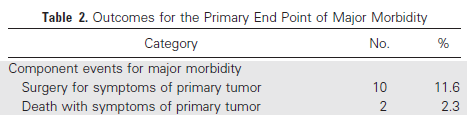 Table 2. Outcomes for the Primary End Point of Major Morbidity
Category No. %
Component events for major morbidity
Surgery for symptoms of primary tumor 10 11.6
Death with symptoms of primary tumor 2 2.3